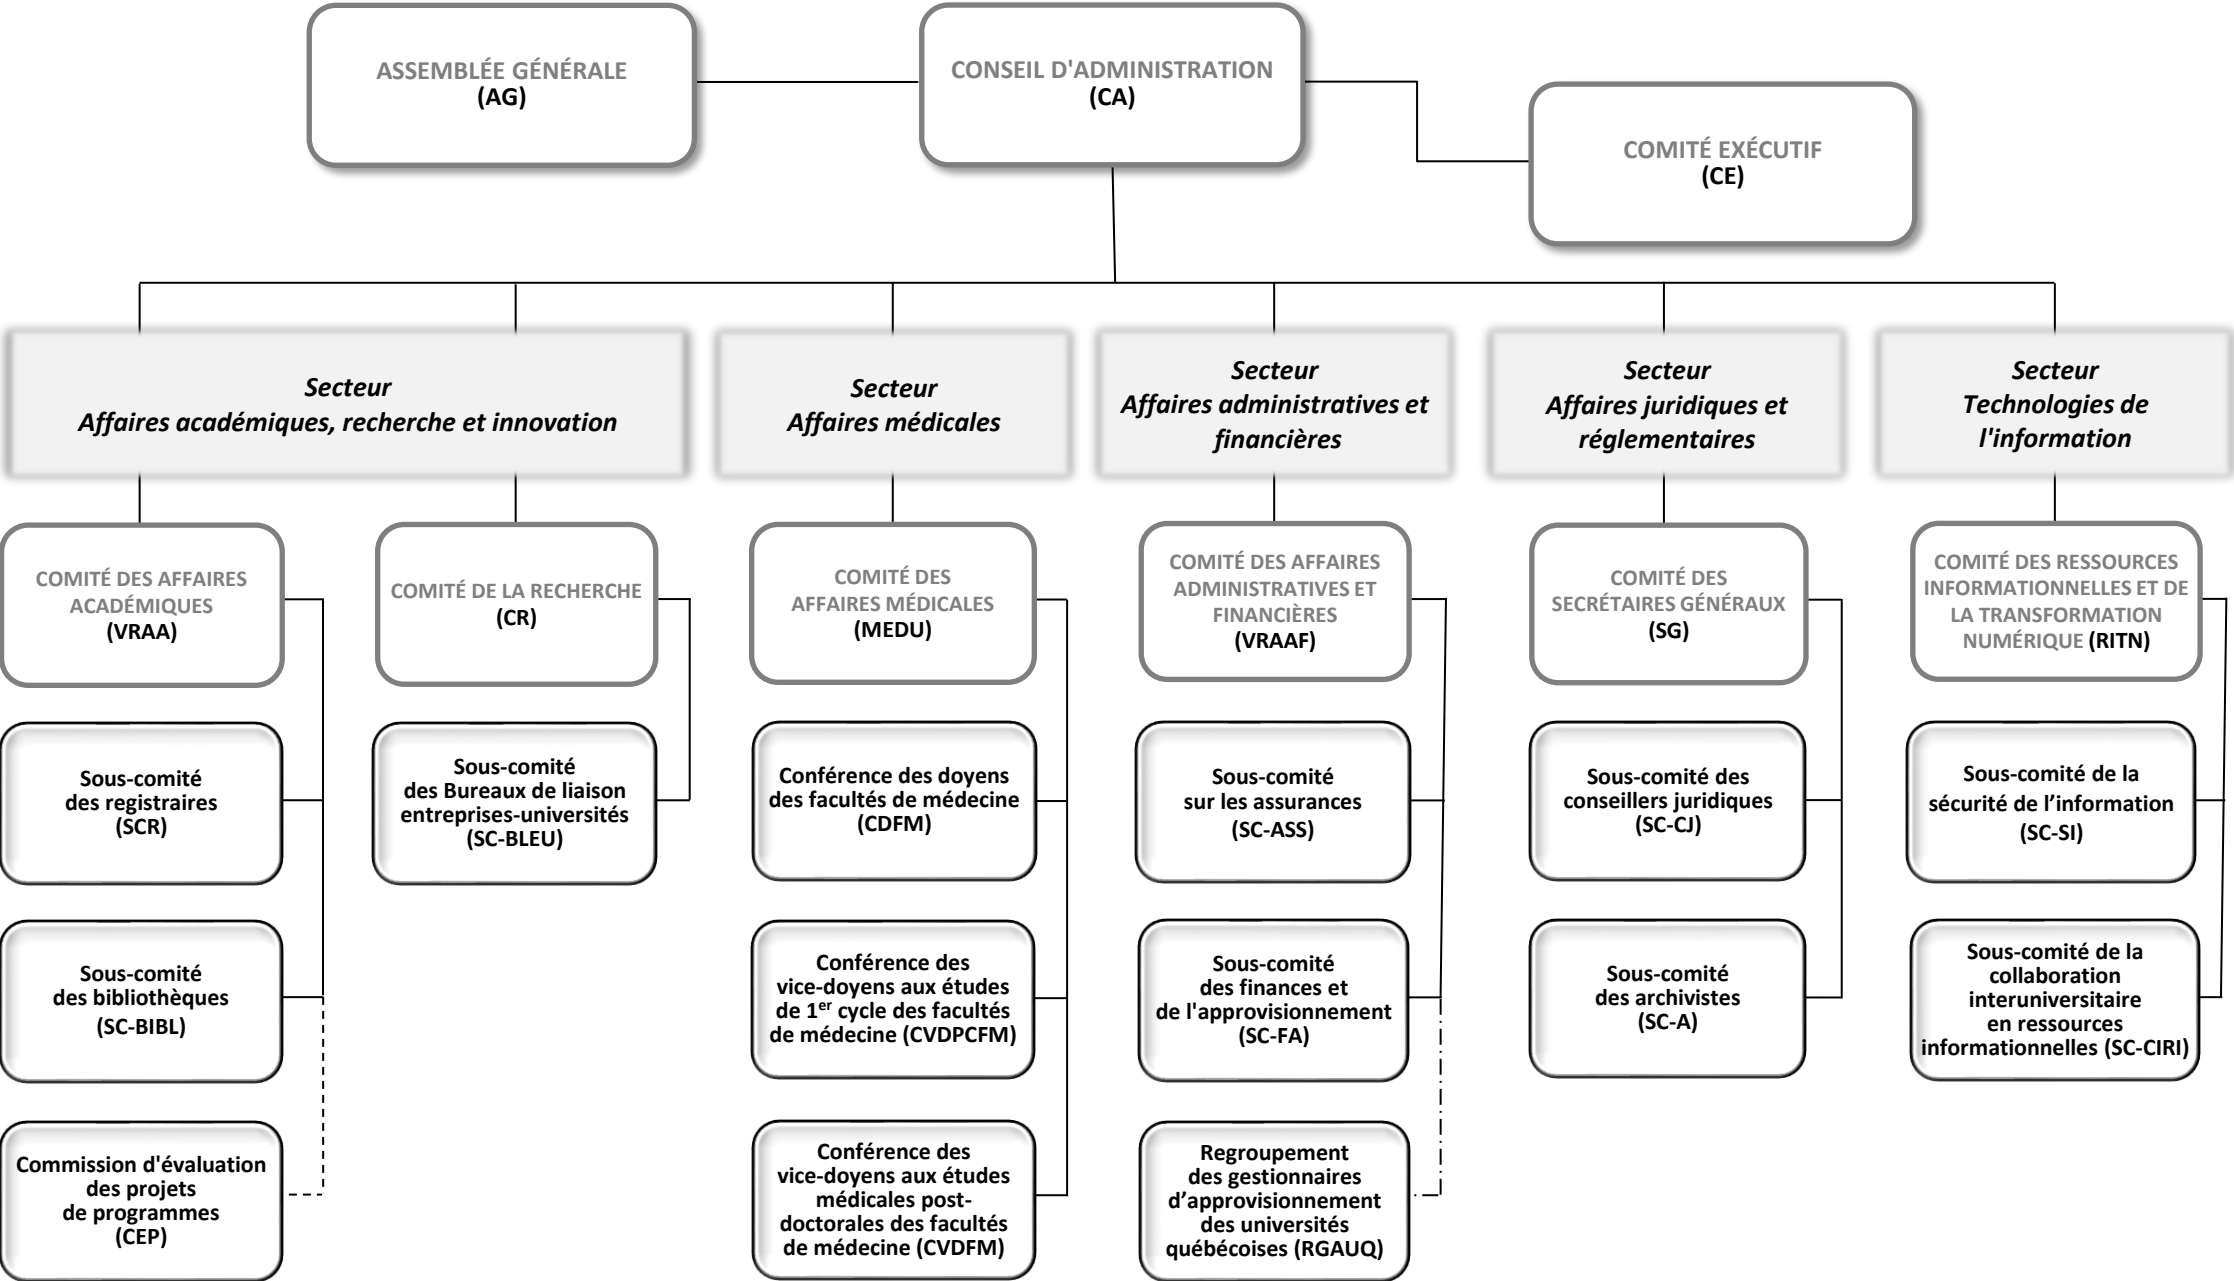 ASSEMBLÉE GÉNÉRALE
(AG)
CONSEIL D'ADMINISTRATION
(CA)
COMITÉ EXÉCUTIF
(CE)
Secteur
Affaires académiques, recherche et innovation
Secteur
Affaires médicales
Secteur
Affaires administratives et
financières
Secteur
Affaires juridiques et
réglementaires
Secteur
Technologies de
l'information
COMITÉ DES AFFAIRES
ACADÉMIQUES
(VRAA)
COMITÉ DE LA RECHERCHE
(CR)
COMITÉ DES
AFFAIRES MÉDICALES
(MEDU)
COMITÉ DES AFFAIRES
ADMINISTRATIVES ET
FINANCIÈRES
(VRAAF)
COMITÉ DES
SECRÉTAIRES GÉNÉRAUX
(SG)
COMITÉ DES RESSOURCES
INFORMATIONNELLES ET DE
LA TRANSFORMATION
NUMÉRIQUE (RITN)
Sous-comité
des registraires
(SCR)
Sous-comité
des Bureaux de liaison
entreprises-universités
(SC-BLEU)
Conférence des doyens
des facultés de médecine
(CDFM)
Sous-comité
sur les assurances
(SC-ASS)
Sous-comité des
conseillers juridiques
(SC-CJ)
Sous-comité de la
sécurité de l’information
(SC-SI)
Sous-comité
des bibliothèques
(SC-BIBL)
Conférence des
vice-doyens aux études
de 1er cycle des facultés
de médecine (CVDPCFM)
Sous-comité
des finances et
de l'approvisionnement
(SC-FA)
Sous-comité
des archivistes
(SC-A)
Sous-comité de la
collaboration
interuniversitaire
en ressources
informationnelles (SC-CIRI)
Commission d'évaluation
des projets
de programmes
(CEP)
Conférence des
vice-doyens aux études
médicales post-
doctorales des facultés
de médecine (CVDFM)
Regroupement
des gestionnaires
d’approvisionnement
des universités
québécoises (RGAUQ)